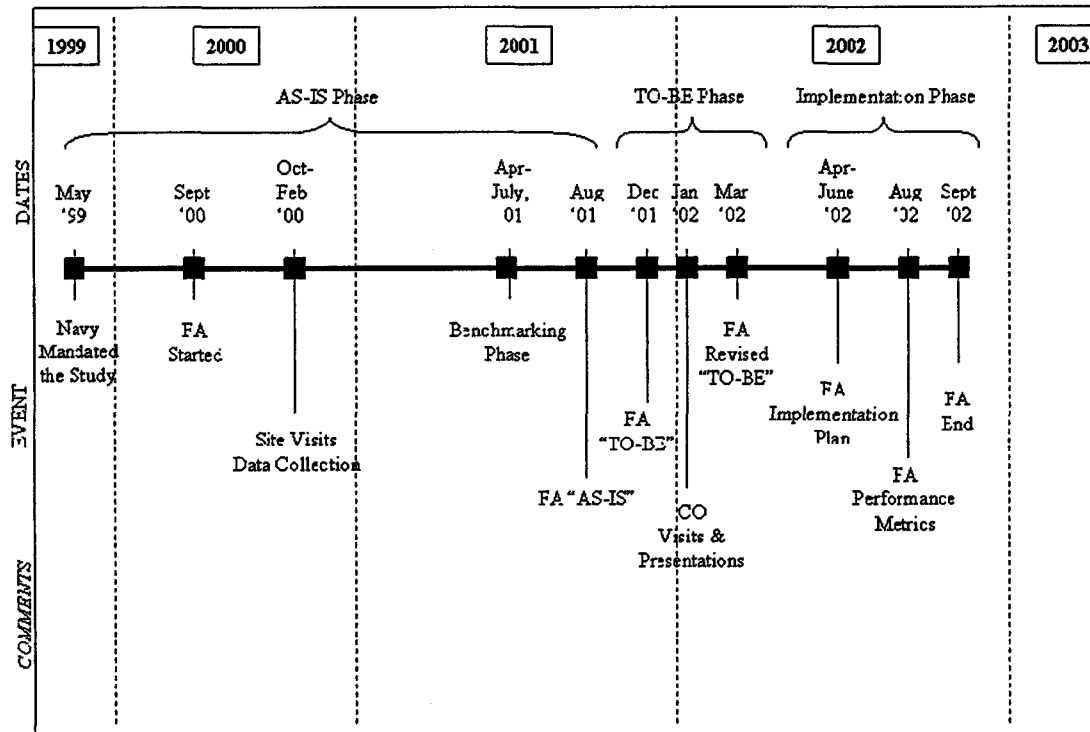 1999
2000
2001
2002
2003
AS-IS Phase
TO-BE Phase
Implementation Phase
DATES
May
'99
Sept
'00
Oct-
Feb
'00
Apr-
July,
01
Aug
'01
Dec
'01
Jan
'02
Mar
'02
Apr-
June
'02
Aug
'02
Sept
'02
EVENT
Navy
Mandated
the Study
FA
Started
Site Visits
Data Collection
Benchmarking
Phase
FA "AS-IS"
FA
"TO-BE"
CO
Visits &
Presentations
FA
Revised
"TO-BE"
FA
Implementation
Plan
FA
Performance
Metrics
FA
End
COMMENTS